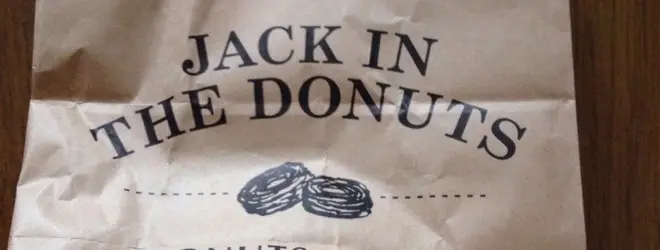 JACK IN
THE DONUTS